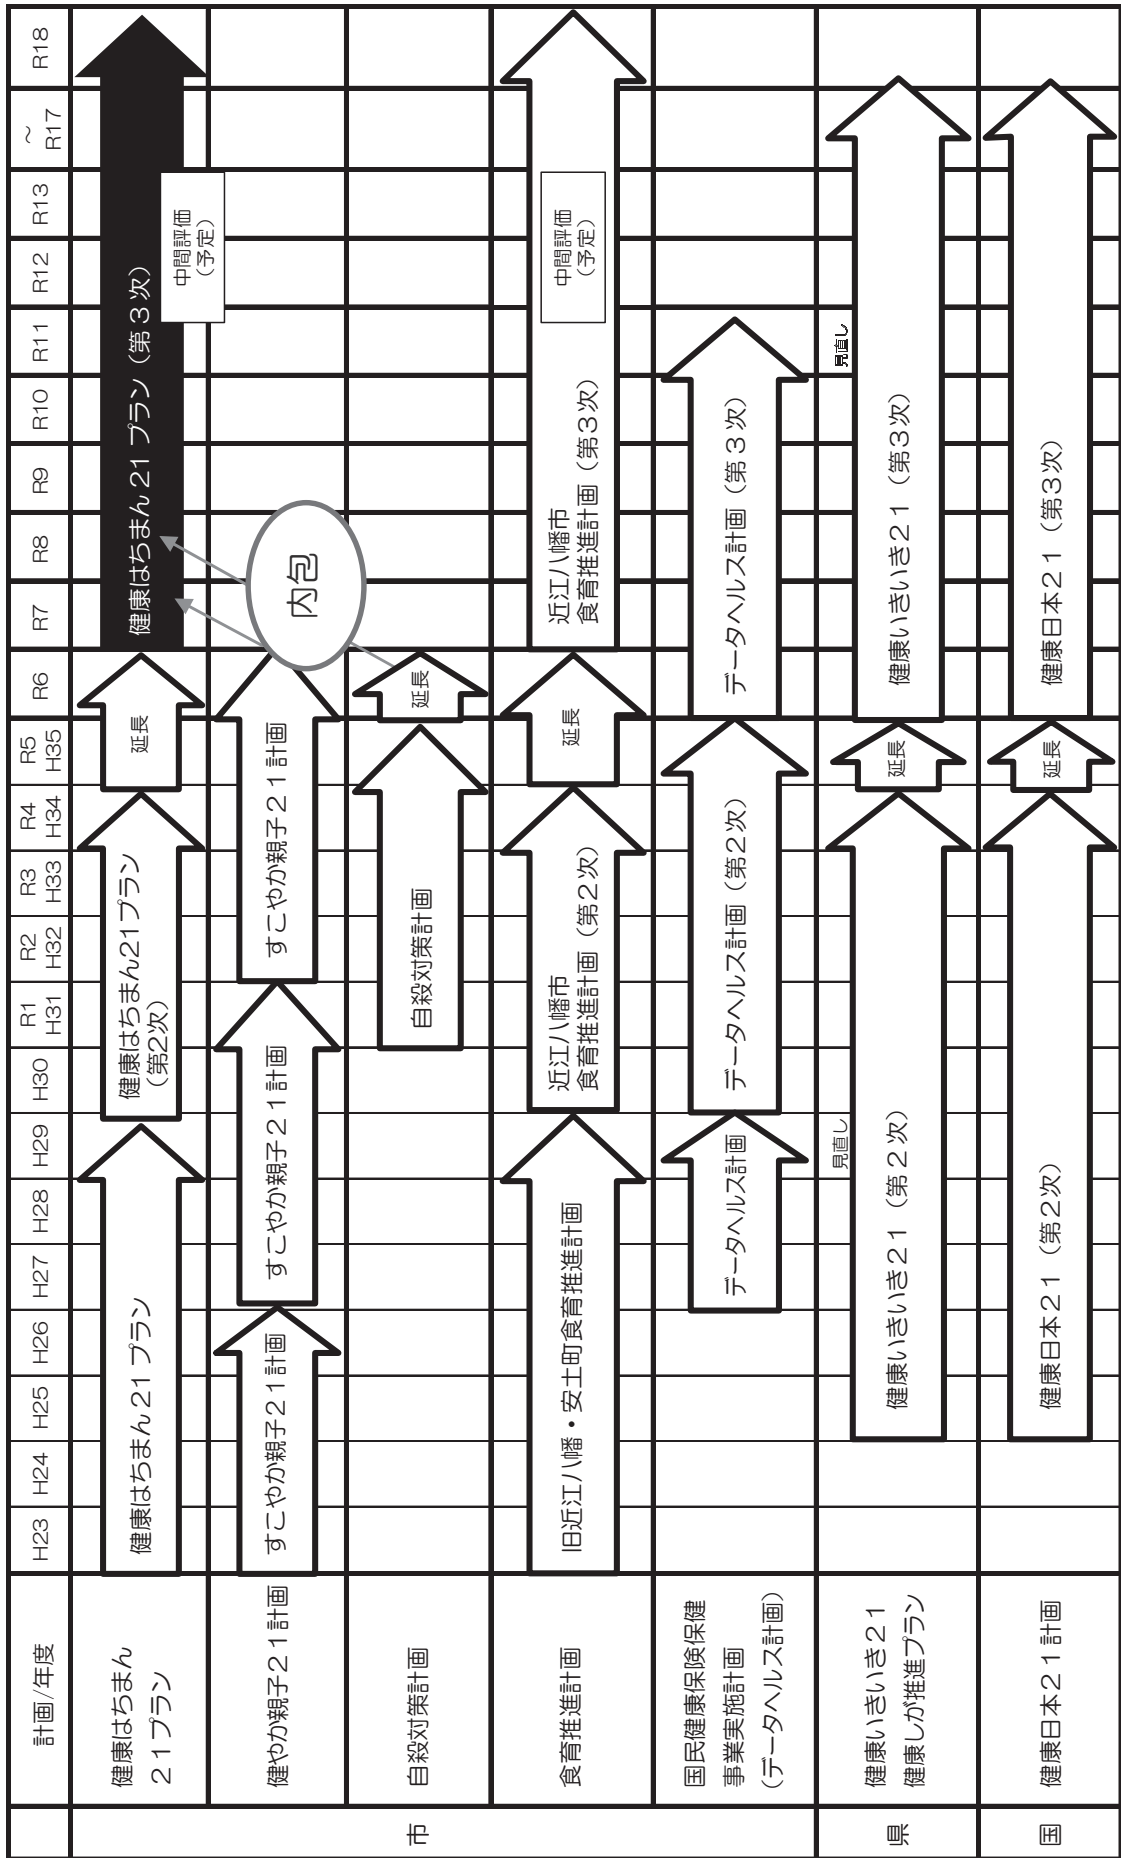 計画/年度
H23
H24
H25
H26
H27
H28
H29
H30
R1
H31
R2
H32
R3
H33
R4
H34
R5
H35
R6
R7
R8
R9
R10
R11
R12
R13
～
R17
R18
市
健康はちまん
21プラン
健康はちまん21プラン
健康はちまん21プラン
(第2次)
延長
健康はちまん21プラン(第3次)
中間評価
(予定)
健やか親子21計画
すこやか親子21計画
すこやか親子21計画
すこやか親子21計画
内包
自殺対策計画
自殺対策計画
延長
食育推進計画
旧近江八幡・安土町食育推進計画
近江八幡市
食育推進計画(第2次)
延長
近江八幡市
食育推進計画(第3次)
中間評価
(予定)
国民健康保険保健
事業実施計画
(データヘルス計画)
データヘルス計画
データヘルス計画(第2次)
データヘルス計画(第3次)
県
健康いきいき21
健康しが推進プラン
健康いきいき21(第2次)
見直し
延長
健康いきいき21(第3次)
見直し
国
健康日本21計画
健康日本21(第2次)
延長
健康日本21(第3次)